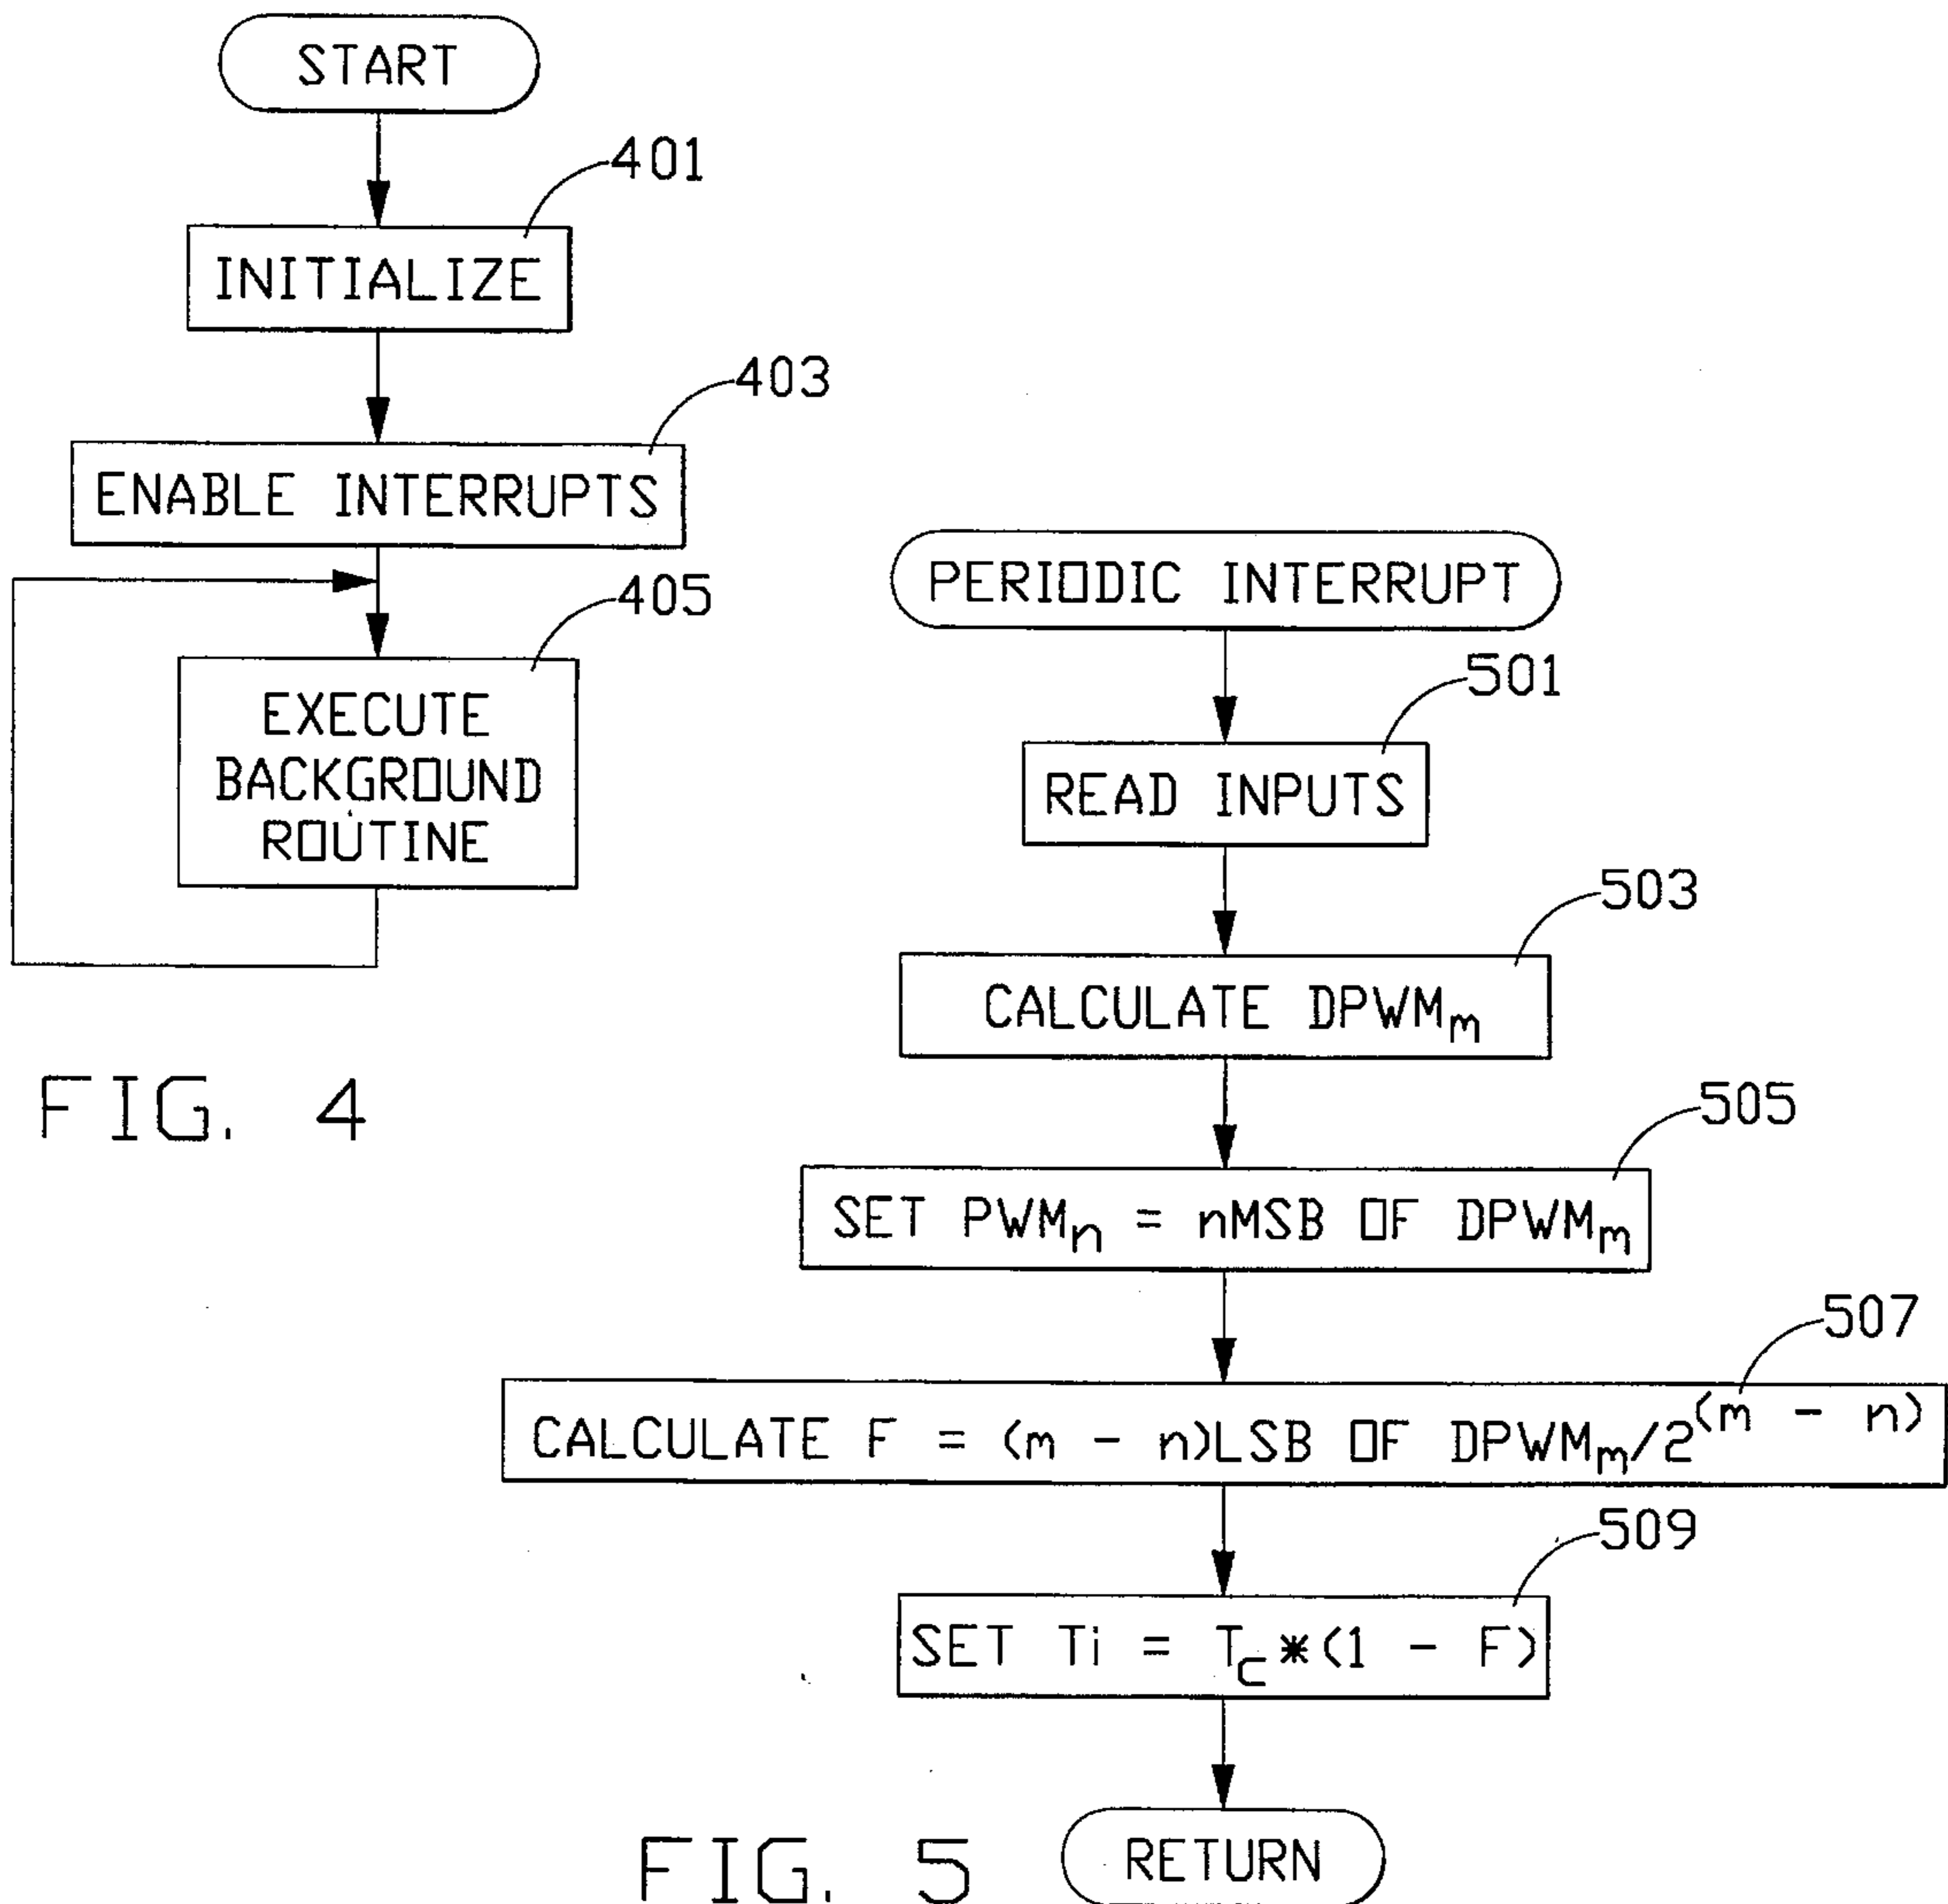 START
401
INITIALIZE
403
ENABLE INTERRUPTS
405
EXECUTE
BACKGROUND
ROUTINE
FIG. 4
PERIODIC INTERRUPT
501
READ INPUTS
503
CALCULATE DPWMm
505
SET PWMn = nMSB OF DPWMm
507
CALCULATE F = (m - n)LSB OF DPWMm/2^(m - n)
509
SET Ti = Tc*(1 - F)
RETURN
FIG. 5